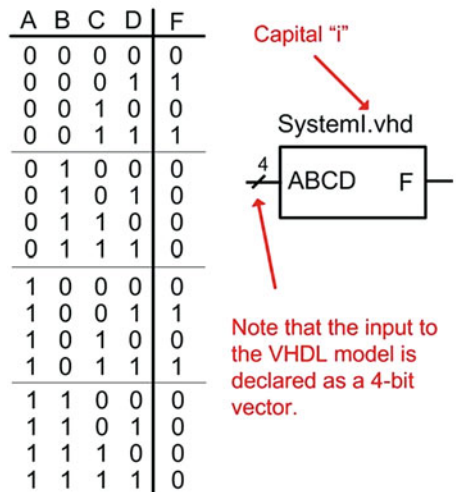 A B C D F
0 0 0 0 0
0 0 0 1 1
0 0 1 0 0
0 0 1 1 1
0 1 0 0 0
0 1 0 1 0
0 1 1 0 0
0 1 1 1 0
1 0 0 0 0
1 0 0 1 1
1 0 1 0 0
1 0 1 1 1
1 1 0 0 0
1 1 0 1 0
1 1 1 0 0
1 1 1 1 0
Capital “i”
SystemI.vhd
4
ABCD F
Note that the input to
the VHDL model is
declared as a 4-bit
vector.